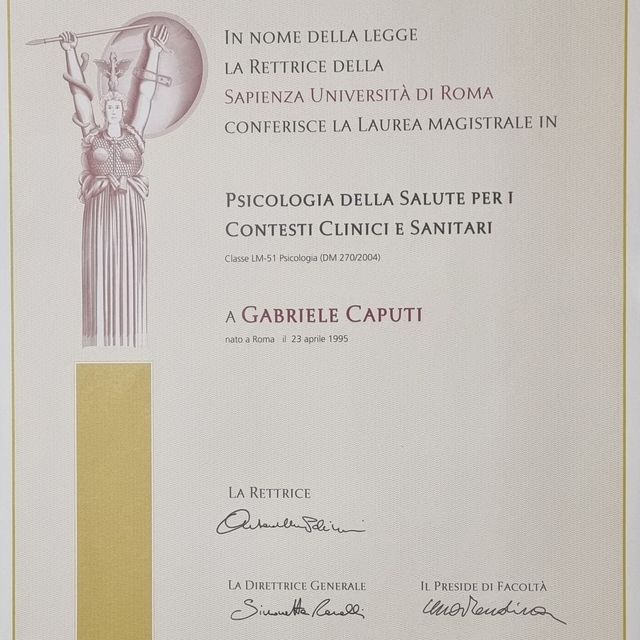 In nome della legge
la Rettrice della
Sapienza Università di Roma
conferisce la Laurea magistrale in
Psicologia della Salute per i
Contesti Clinici e Sanitari
Classe LM-51 Psicologia (DM 270/2004)
a Gabriele Caputi
nato a Roma il 23 aprile 1995
La Rettrice
La Direttrice Generale
Il Preside di Facoltà